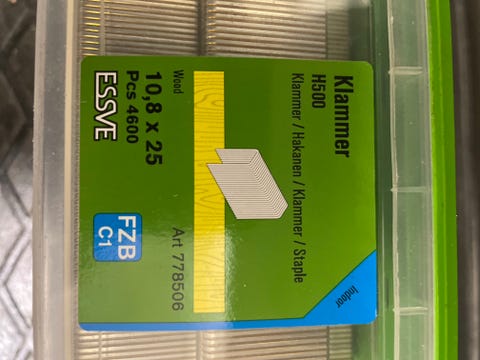 Klammer
H500
Klammer / Hakanen / Klammer / Staple
Indoor
Wood
10,8 x 25
Pcs 4600
ESSVE
Art 778506
FZB
C1